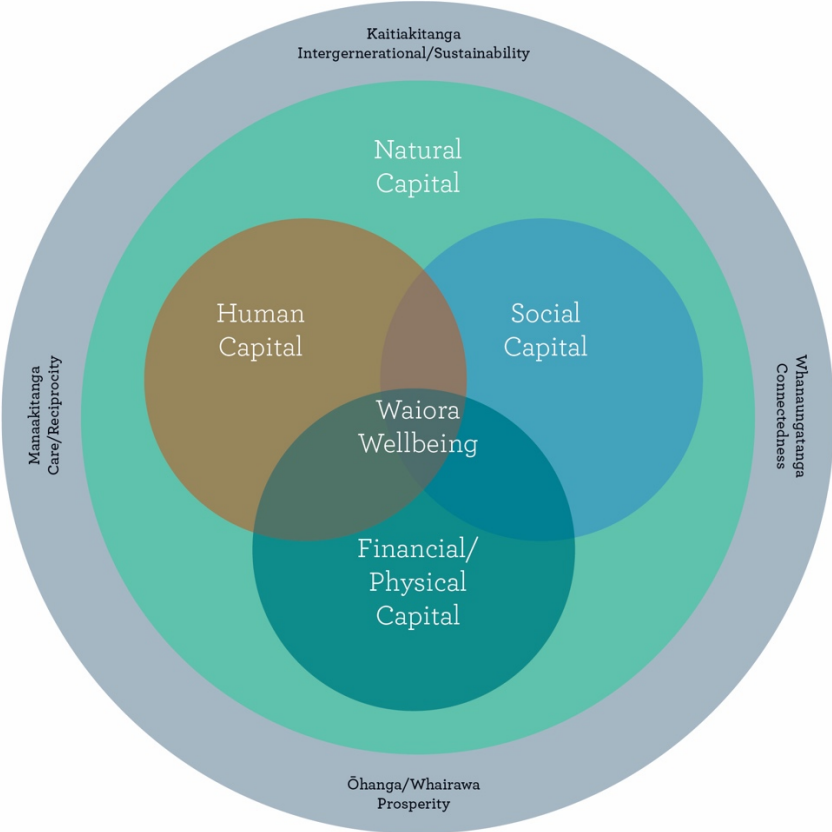 Kaitiakitanga
Intergernerational/Sustainability
Natural
Capital
Human
Capital
Social
Capital
Manaakitanga
Care/Reciprocity
Whanaungatanga
Connectedness
Waiora
Wellbeing
Financial/
Physical
Capital
Ōhanga/Whairawa
Prosperity